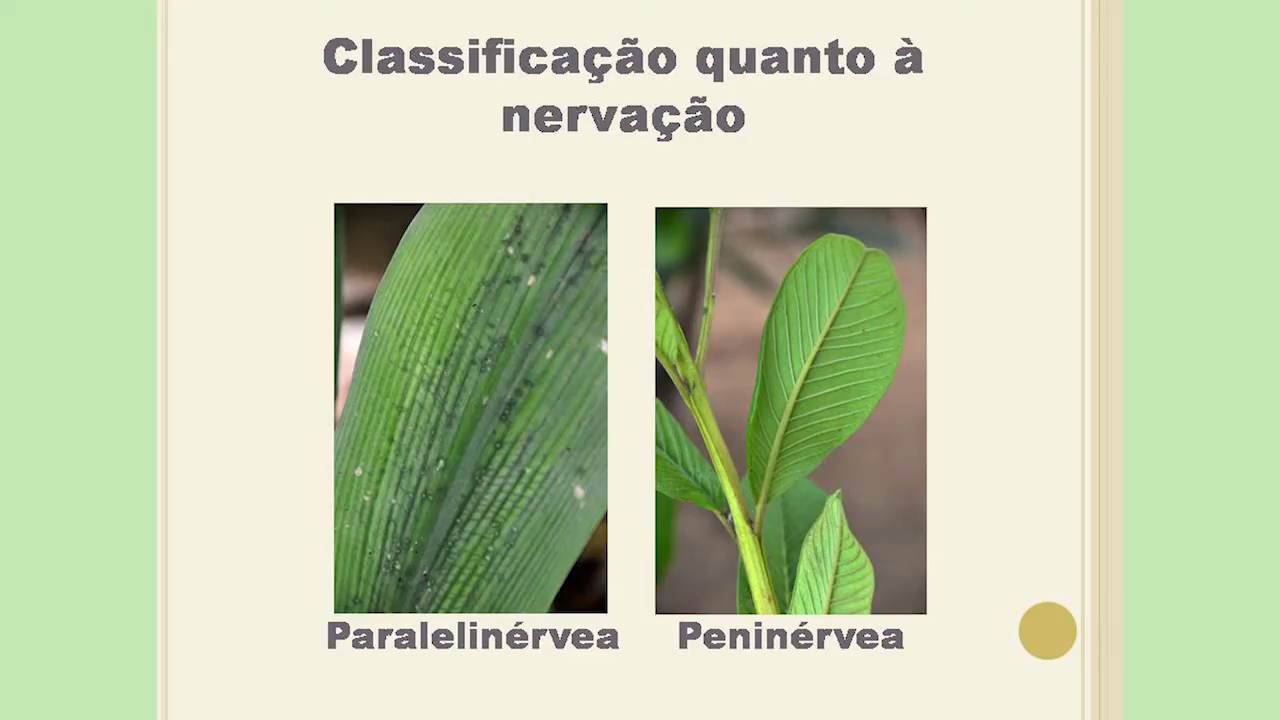 Classificação quanto à
nervação
Paralelinérvea
Peninérvea